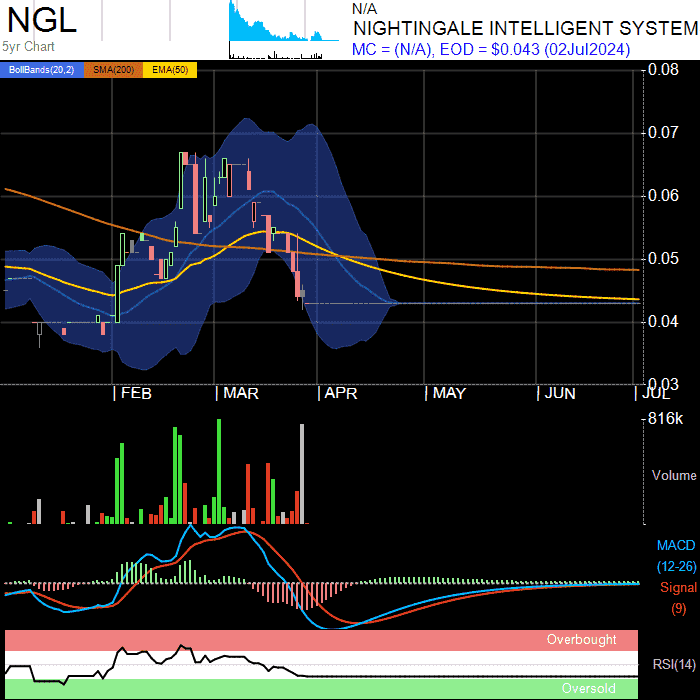 NGL
5yr Chart
N/A
NIGHTINGALE INTELLIGENT SYSTEM
MC = (N/A), EOD = $0.043 (02Jul2024)
BollBands(20,2) SMA(200) EMA(50)
0.08
0.07
0.06
0.05
0.04
0.03
FEB MAR APR MAY JUN JUL
816k
Volume
MACD
(12-26)
Signal
(9)
Overbought
RSI(14)
Oversold